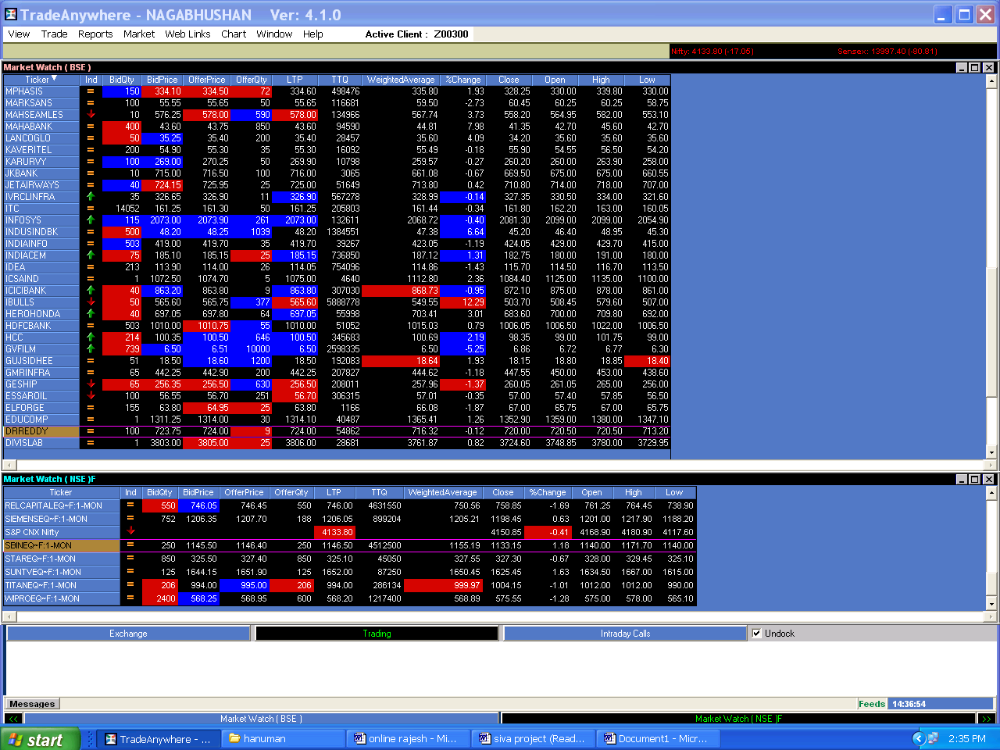 TradeAnywhere - NAGABHUSHAN Ver: 4.1.0
View Trade Reports Market Web Links Chart Window Help Active Client : Z00300
Nifty: 4133.80 (-17.05) Sensex: 13997.40 (-80.81)
Market Watch ( BSE )
Ticker Ind BidQty BidPrice OfferPrice OfferQty LTP TTQ WeightedAverage %Change Close Open High Low
MPHASIS = 150 334.10 334.50 72 334.60 498476 335.80 1.93 328.25 330.00 339.80 330.00
MARKSANS = 100 55.55 55.65 50 55.65 116681 59.50 -2.73 60.45 60.25 60.25 58.75
MAHSEAMLES 10 576.25 578.00 590 578.00 134966 567.74 3.73 558.20 564.95 582.00 553.10
MAHABANK = 400 43.60 43.75 850 43.60 94590 44.81 7.98 41.35 42.70 45.60 42.70
LANCOGLO = 50 35.25 35.40 200 35.40 28457 35.60 4.09 34.20 35.60 35.60 35.60
KAVERITEL = 200 54.90 55.30 35 55.30 16092 55.49 -0.18 55.90 54.55 56.50 54.20
KARURVY = 100 269.00 270.25 50 269.90 10798 259.57 -0.27 260.20 260.00 263.90 258.00
JKBANK = 10 715.00 716.50 100 716.00 3065 661.08 -0.67 669.50 675.00 675.00 660.55
JETAIRWAYS = 40 724.15 725.95 25 725.00 51649 713.80 0.42 710.80 714.00 718.00 707.00
IVRCLINFRA 35 326.65 326.90 11 326.90 567278 328.99 -0.14 327.35 330.50 334.00 321.60
ITC = 14052 161.25 161.30 50 161.25 205803 161.44 -0.34 161.80 162.20 163.00 160.05
INFOSYS 115 2073.00 2073.90 261 2073.00 132611 2068.72 -0.40 2081.30 2099.00 2099.00 2054.90
INDUSINDBK = 500 48.20 48.25 1039 48.20 1384551 47.38 6.64 45.20 46.40 48.95 45.30
INDIAINFO = 503 419.00 419.70 35 419.70 39267 423.05 -1.19 424.05 429.00 429.70 415.00
INDIACEM 75 185.10 185.15 25 185.15 736850 187.12 1.31 182.75 180.00 191.00 180.00
IDEA = 213 113.90 114.00 26 114.05 754096 114.86 -1.43 115.70 114.50 116.70 113.50
ICSAIND = 1 1072.50 1074.70 5 1075.00 4640 1112.80 2.36 1084.40 1125.00 1135.00 1100.00
ICICIBANK 40 863.20 863.80 9 863.80 307030 868.73 -0.95 872.10 875.00 878.00 861.00
IBULLS 50 565.60 565.75 377 565.60 5888778 549.55 12.29 503.70 508.45 579.60 507.00
HEROHONDA 40 697.05 697.80 64 697.05 55998 703.41 3.01 683.60 700.00 709.80 692.00
HDFCBANK = 503 1010.00 1010.75 55 1010.00 51052 1015.03 0.79 1006.05 1006.50 1022.00 1006.50
HCC 214 100.35 100.50 646 100.50 345683 100.69 2.19 98.35 99.00 101.75 99.00
GVFILM 739 6.50 6.51 10000 6.50 2598335 6.50 -5.25 6.86 6.72 6.77 6.30
GUJSIDHEE = 51 18.50 18.60 1200 18.50 192083 18.64 1.93 18.15 18.80 18.85 18.40
GMRINFRA = 65 442.25 442.90 200 442.25 207827 444.62 -1.18 447.55 450.00 453.00 438.60
GESHIP 65 256.35 256.50 630 256.50 208011 257.96 -1.37 260.05 261.05 265.00 256.00
ESSAROIL 100 56.55 56.70 251 56.70 306315 57.01 -0.35 57.00 57.40 57.85 56.50
ELFORGE = 155 63.80 64.95 25 63.80 1166 66.08 -1.87 67.00 65.75 67.00 65.75
EDUCOMP = 1 1311.25 1314.00 30 1314.10 40487 1365.41 1.26 1352.90 1359.00 1380.00 1347.10
DRREDDY = 100 723.75 724.00 9 724.00 54862 716.32 -0.12 720.00 720.50 720.50 713.20
DIVISLAB = 1 3803.00 3805.00 25 3806.00 28681 3761.87 0.82 3724.60 3748.85 3780.00 3729.95
Market Watch ( NSE )F
Ticker Ind BidQty BidPrice OfferPrice OfferQty LTP TTQ WeightedAverage Close %Change Open High Low
RELCAPITALEQ~F:1-MON = 550 746.05 746.45 550 746.00 4631550 750.56 758.85 -1.69 761.25 764.45 738.90
SIEMENSEQ~F:1-MON = 752 1206.35 1207.70 188 1206.05 899204 1205.21 1198.45 0.63 1201.00 1217.90 1188.20
S&P CNX Nifty 4133.80 4150.85 -0.41 4168.90 4180.90 4117.60
SBINEQ~F:1-MON = 250 1145.50 1146.40 250 1146.50 4512500 1155.19 1133.15 1.18 1140.00 1171.70 1140.00
STAREQ~F:1-MON = 850 325.50 327.40 850 325.10 45050 327.55 327.30 -0.67 328.00 329.45 325.10
SUNTVEQ~F:1-MON = 125 1644.15 1651.90 125 1652.00 87250 1650.45 1625.45 1.63 1634.50 1667.00 1615.00
TITANEQ~F:1-MON = 206 994.00 995.00 206 994.00 286134 999.97 1004.15 -1.01 1012.00 1012.00 990.00
WIPROEQ~F:1-MON = 2400 568.25 568.95 600 568.20 1217400 568.89 575.55 -1.28 575.00 578.00 565.10
Exchange Trading Intraday Calls Undock
Messages Feeds 14:36:54
<< Market Watch ( BSE ) Market Watch ( NSE )F >>
start TradeAnywhere - ... hanuman online rajesh - Mi... siva project (Read... Document1 - Micr... 2:35 PM